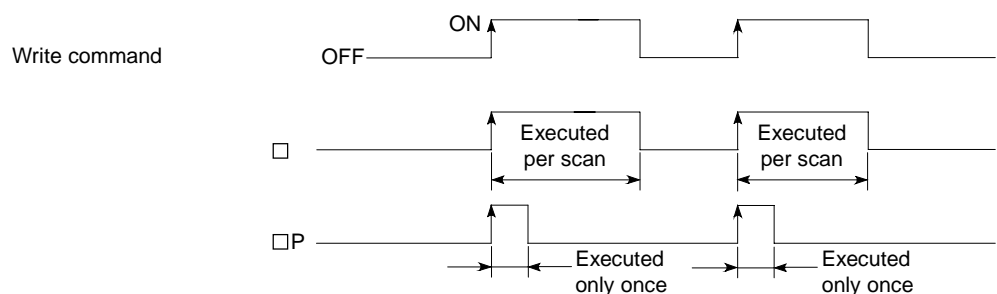 ON
Write command OFF
□ Executed per scan Executed per scan
□P
Executed only once Executed only once